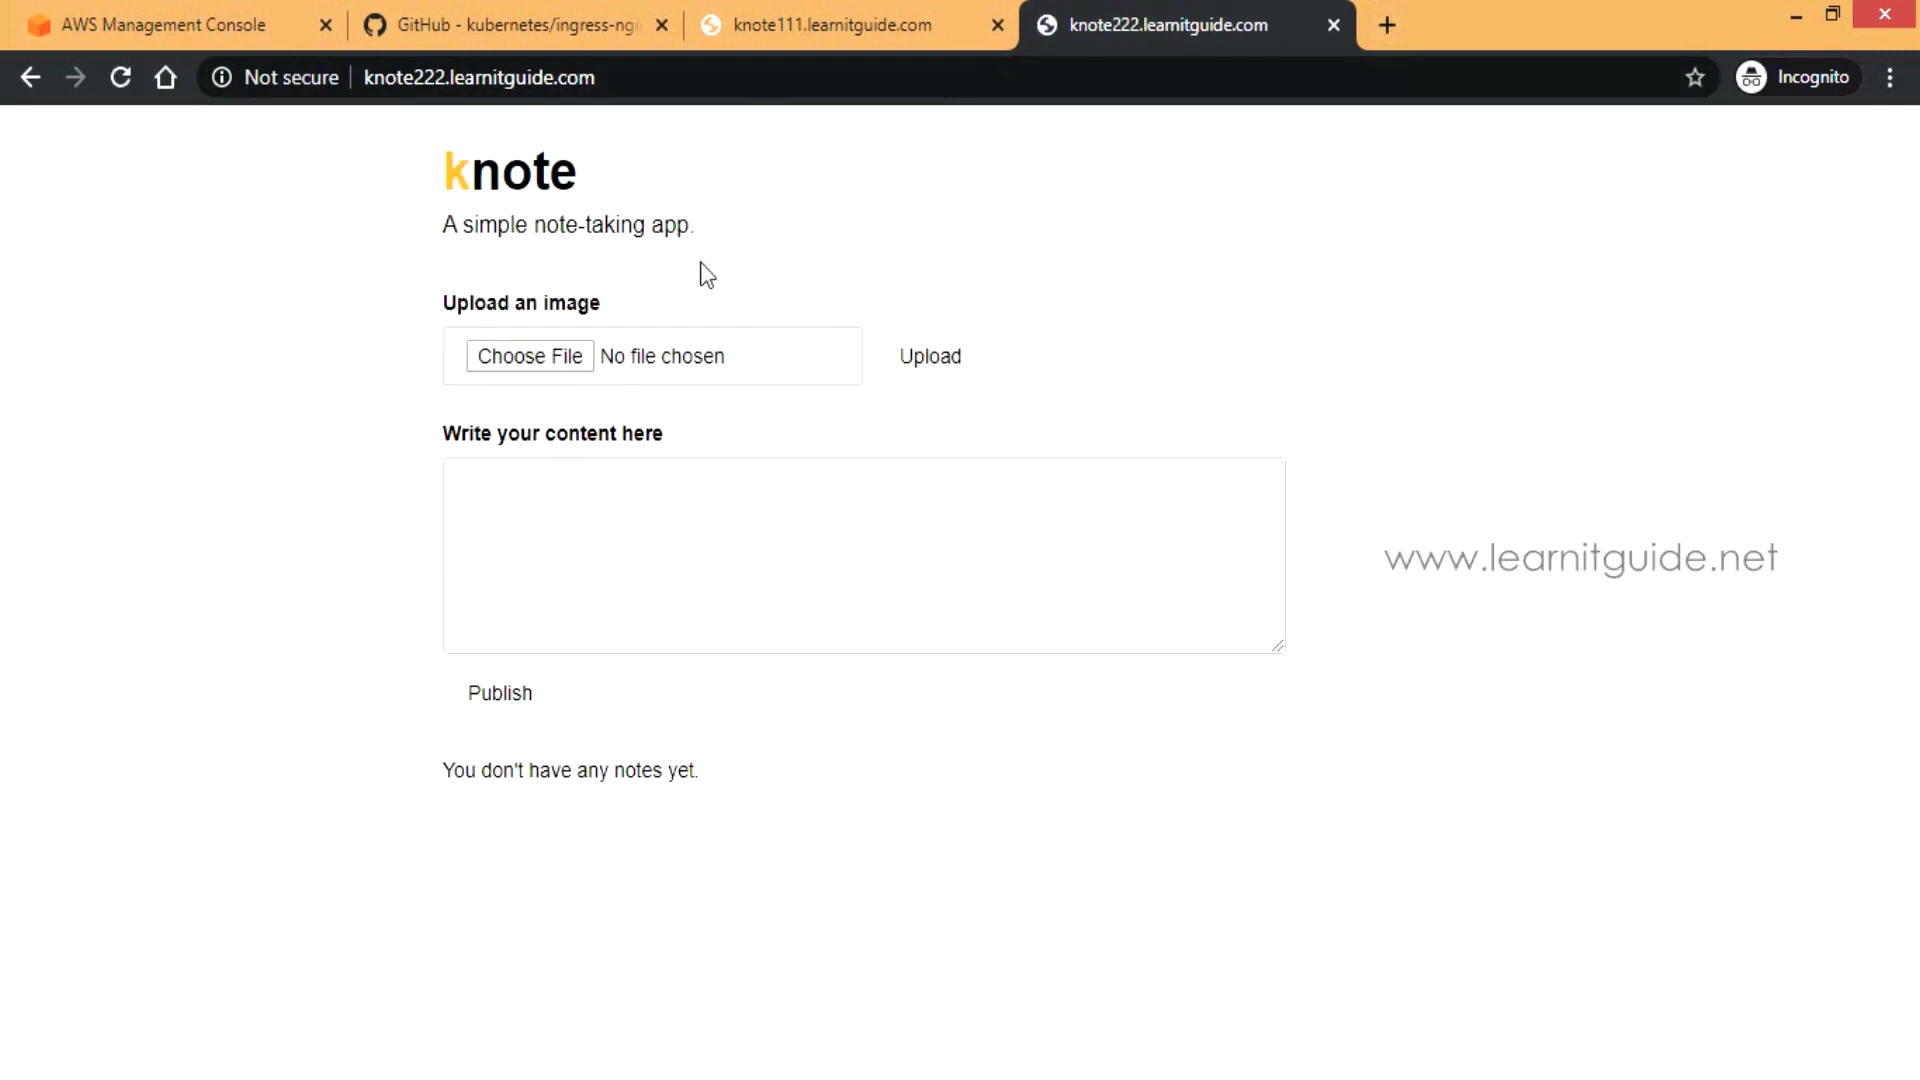 AWS Management Console
GitHub - kubernetes/ingress-ngi
knote111.learnitguide.com
knote222.learnitguide.com
Not secure
knote222.learnitguide.com
Incognito
knote
A simple note-taking app.
Upload an image
Choose File No file chosen
Upload
Write your content here
www.learnitguide.net
Publish
You don't have any notes yet.